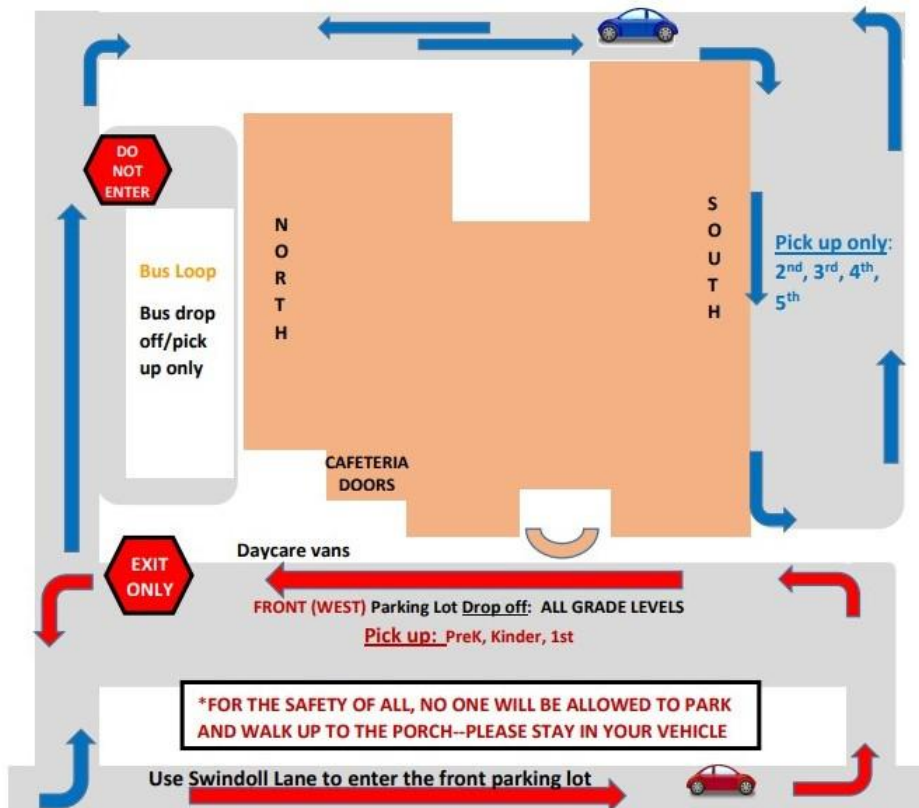 DO
NOT
ENTER
Bus Loop
Bus drop
off/pick
up only
NORTH
SOUTH
Pick up only:
2nd, 3rd, 4th,
5th
CAFETERIA
DOORS
EXIT
ONLY
Daycare vans
FRONT (WEST) Parking Lot Drop off: ALL GRADE LEVELS
Pick up: PreK, Kinder, 1st
*FOR THE SAFETY OF ALL, NO ONE WILL BE ALLOWED TO PARK
AND WALK UP TO THE PORCH--PLEASE STAY IN YOUR VEHICLE
Use Swindoll Lane to enter the front parking lot